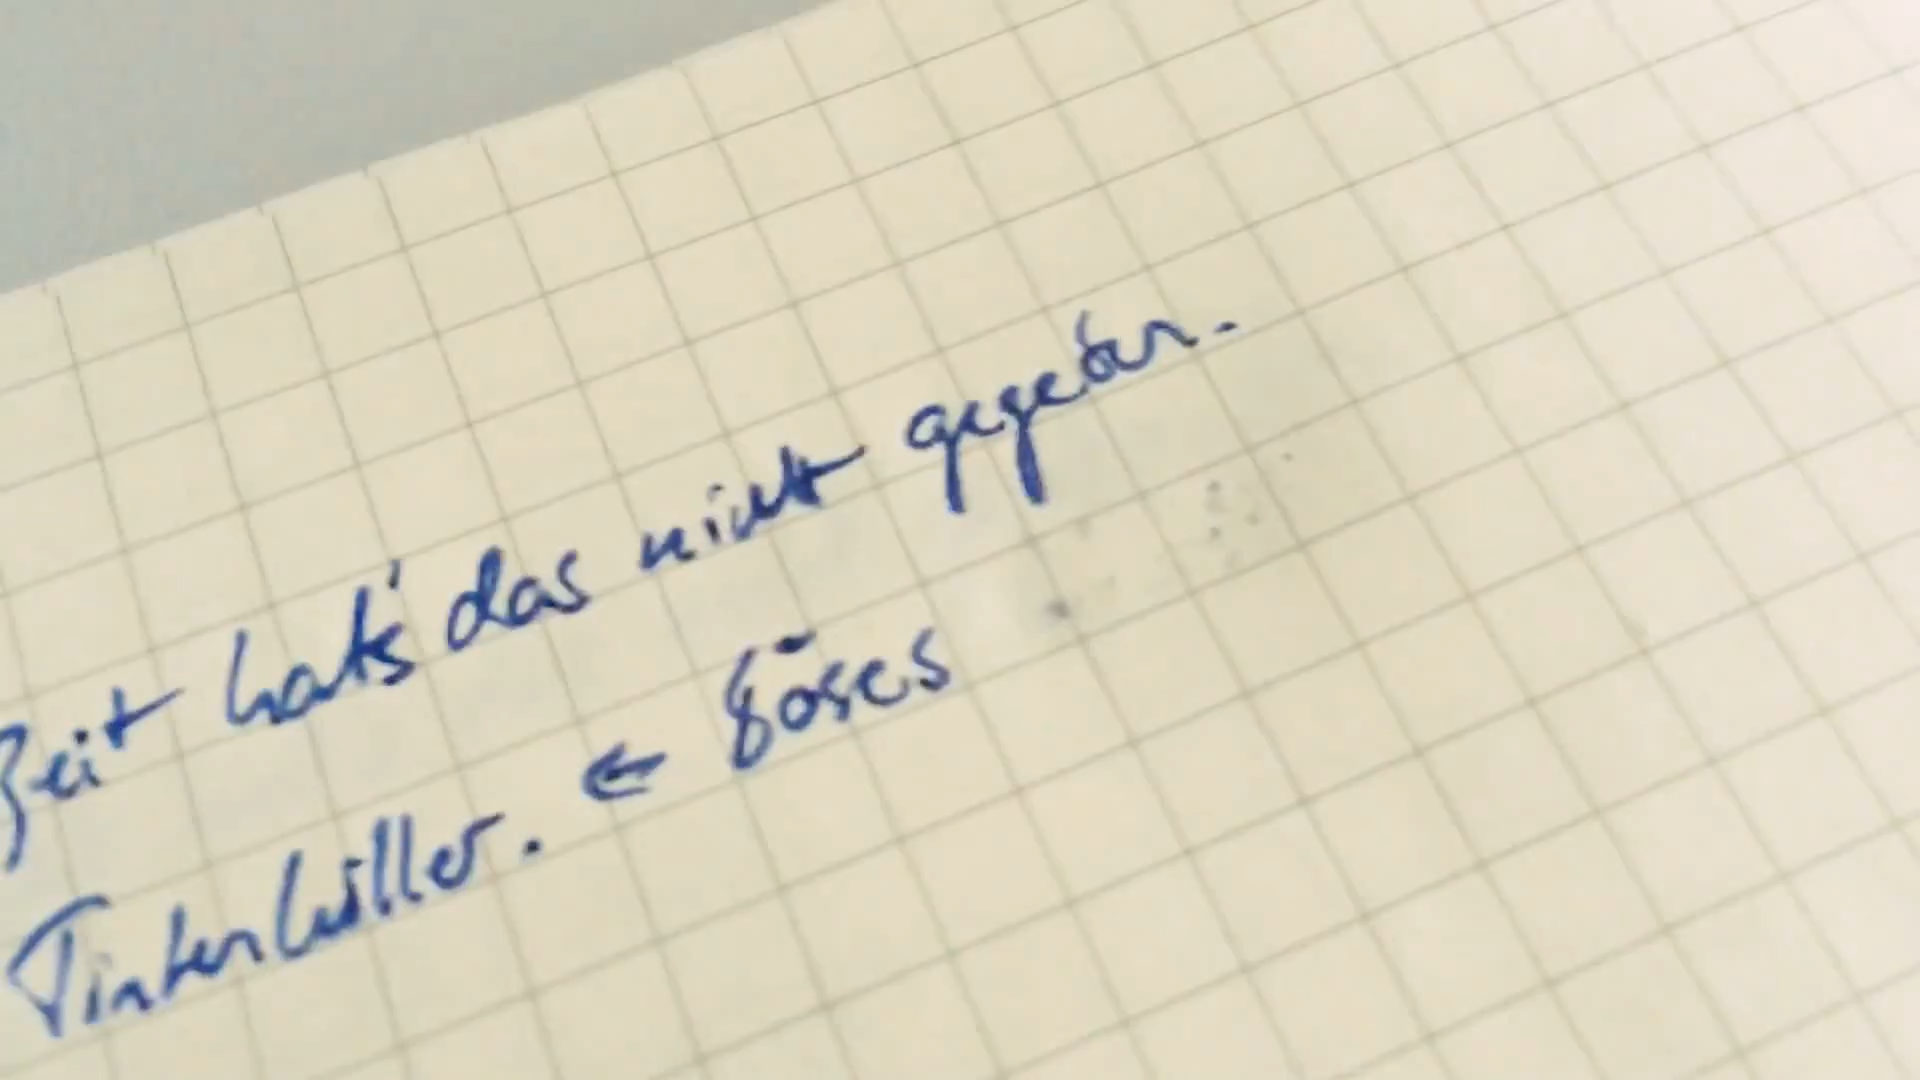 Zeit hat's das nicht gegeben.
Tintenkiller. ← Böses